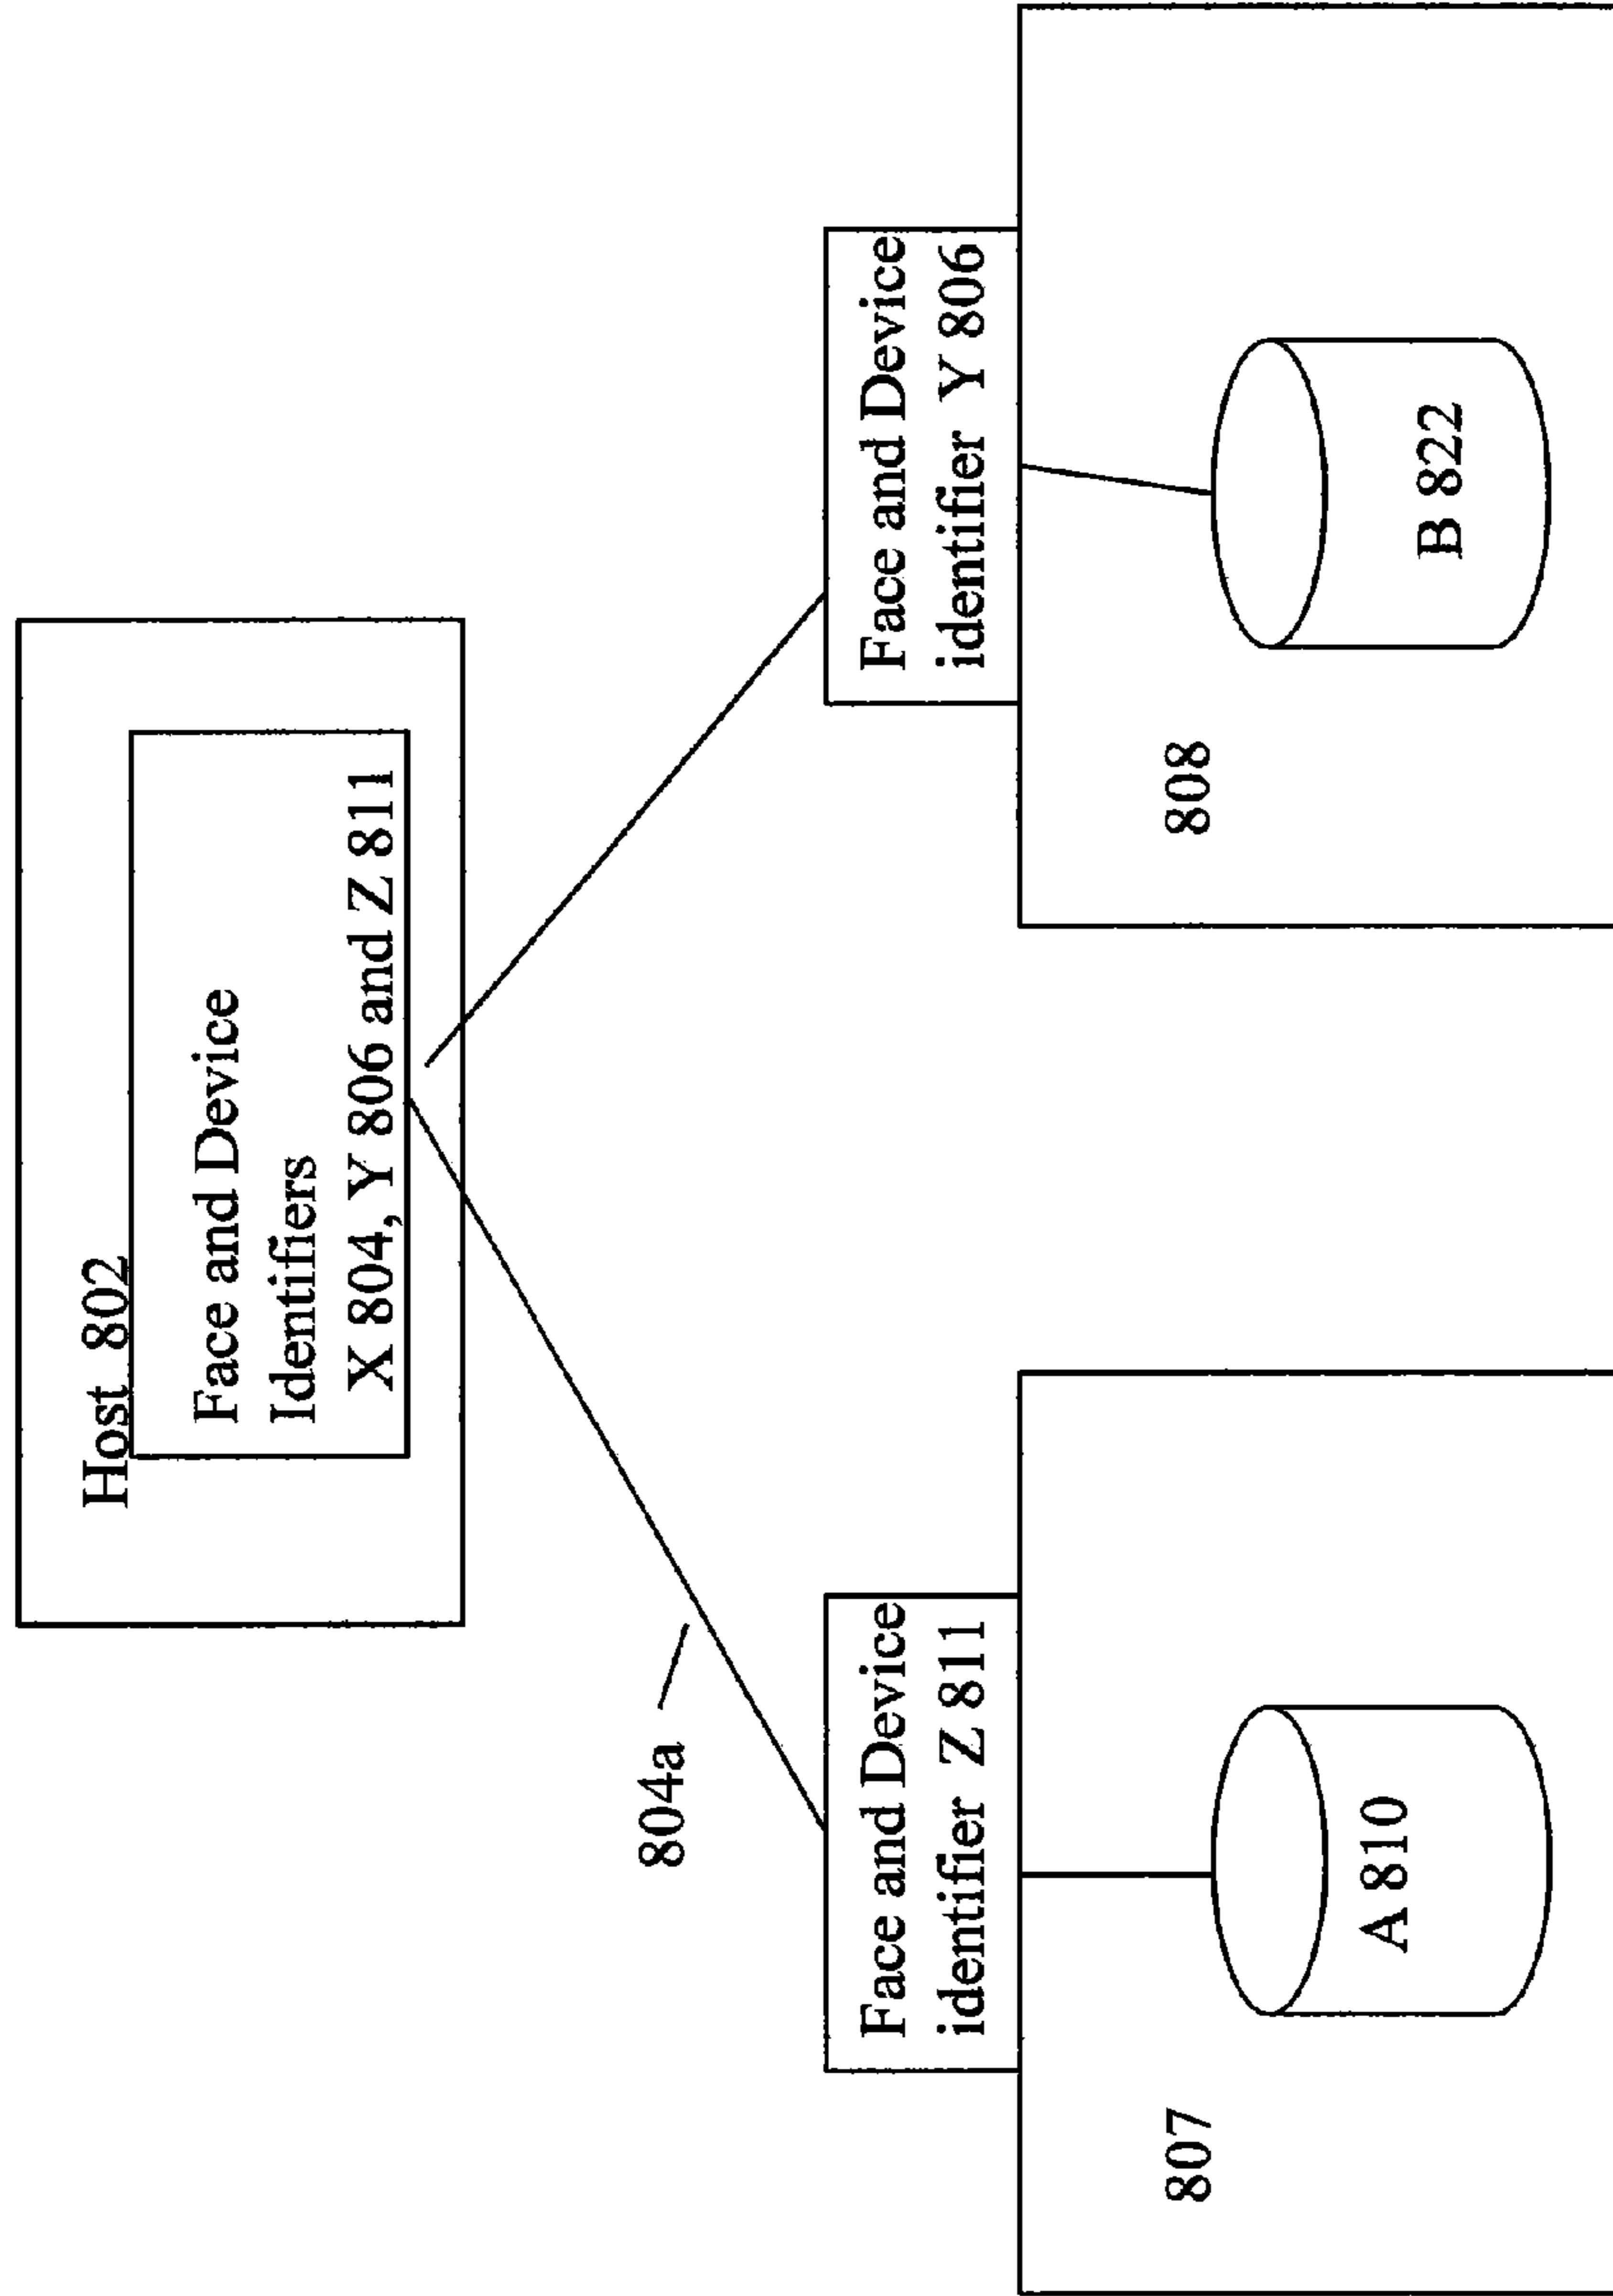 Host 802
Face and Device
Identifiers
X 804, Y 806 and Z 811
804a
Face and Device
identifier Z 811
Face and Device
identifier Y 806
807
808
A 810
B 822